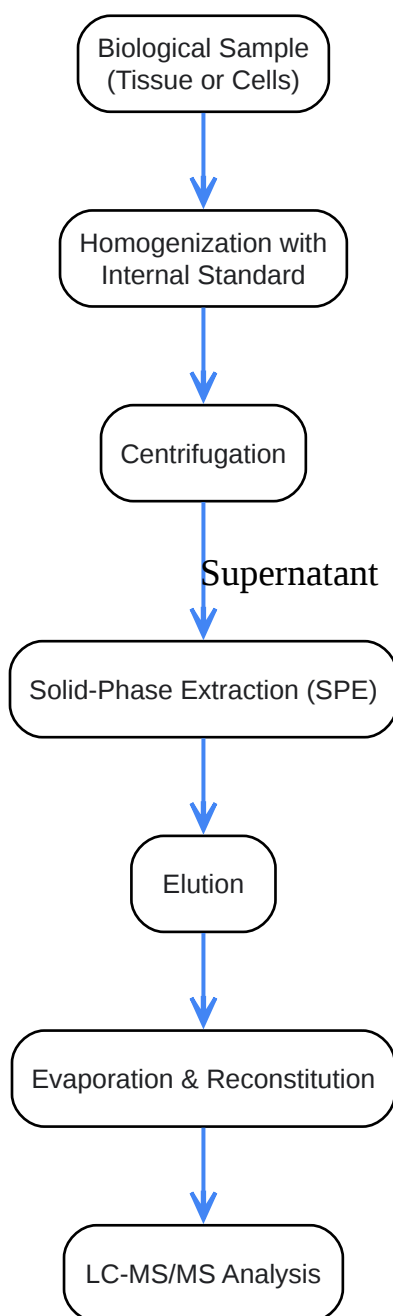 Biological Sample
(Tissue or Cells)
Homogenization with
Internal Standard
Centrifugation
Supernatant
Solid-Phase Extraction (SPE)
Elution
Evaporation & Reconstitution
LC-MS/MS Analysis